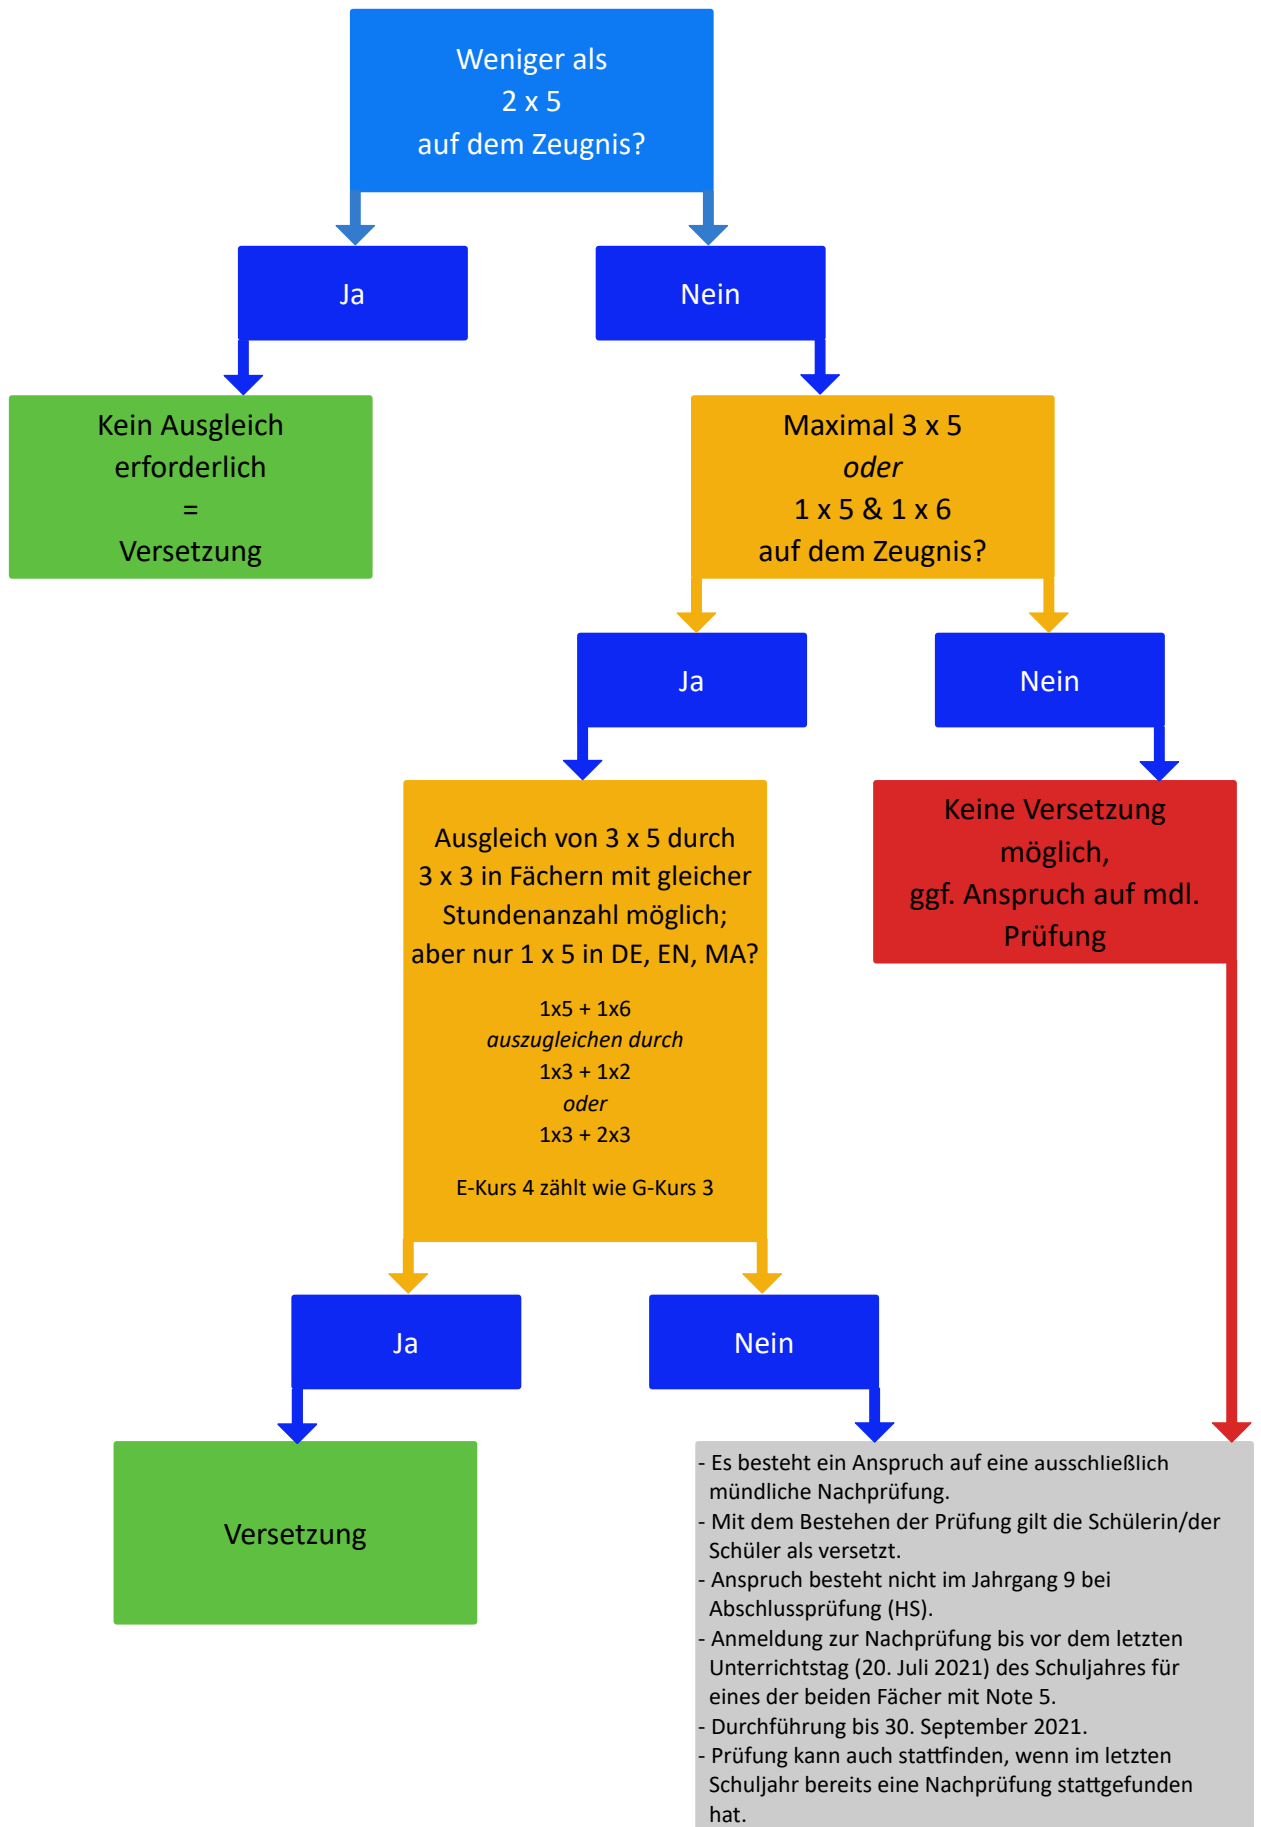 Weniger als
2 x 5
auf dem Zeugnis?
Ja
Nein
Kein Ausgleich
erforderlich
=
Versetzung
Maximal 3 x 5
oder
1 x 5 & 1 x 6
auf dem Zeugnis?
Ja
Nein
Ausgleich von 3 x 5 durch
3 x 3 in Fächern mit gleicher
Stundenanzahl möglich;
aber nur 1 x 5 in DE, EN, MA?
1x5 + 1x6
auszugleichen durch
1x3 + 1x2
oder
1x3 + 2x3
E-Kurs 4 zählt wie G-Kurs 3
Keine Versetzung
möglich,
ggf. Anspruch auf mdl.
Prüfung
Ja
Nein
Versetzung
- Es besteht ein Anspruch auf eine ausschließlich
mündliche Nachprüfung.
- Mit dem Bestehen der Prüfung gilt die Schülerin/der
Schüler als versetzt.
- Anspruch besteht nicht im Jahrgang 9 bei
Abschlussprüfung (HS).
- Anmeldung zur Nachprüfung bis vor dem letzten
Unterrichtstag (20. Juli 2021) des Schuljahres für
eines der beiden Fächer mit Note 5.
- Durchführung bis 30. September 2021.
- Prüfung kann auch stattfinden, wenn im letzten
Schuljahr bereits eine Nachprüfung stattgefunden
hat.